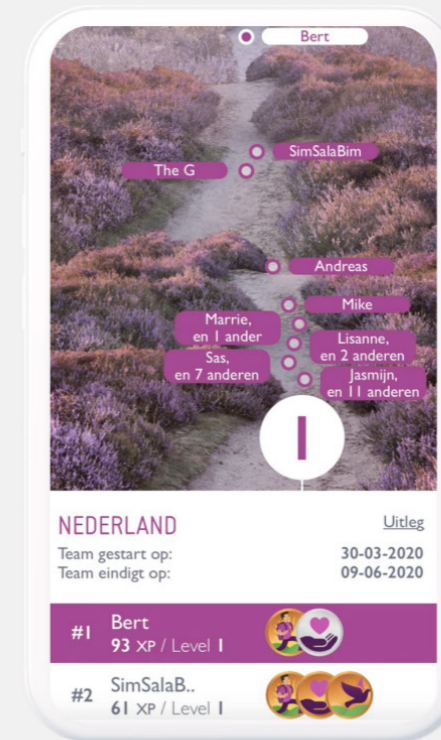 Bert
SimSalaBim
The G
Andreas
Mike
Marrie,
en 1 ander
Lisanne,
en 2 anderen
Sas,
en 7 anderen
Jasmijn,
en 11 anderen
1
NEDERLAND
Uitleg
Team gestart op:
30-03-2020
Team eindigt op:
09-06-2020
#1
Bert
93 XP / Level 1
#2
SimSalaB..
61 XP / Level 1